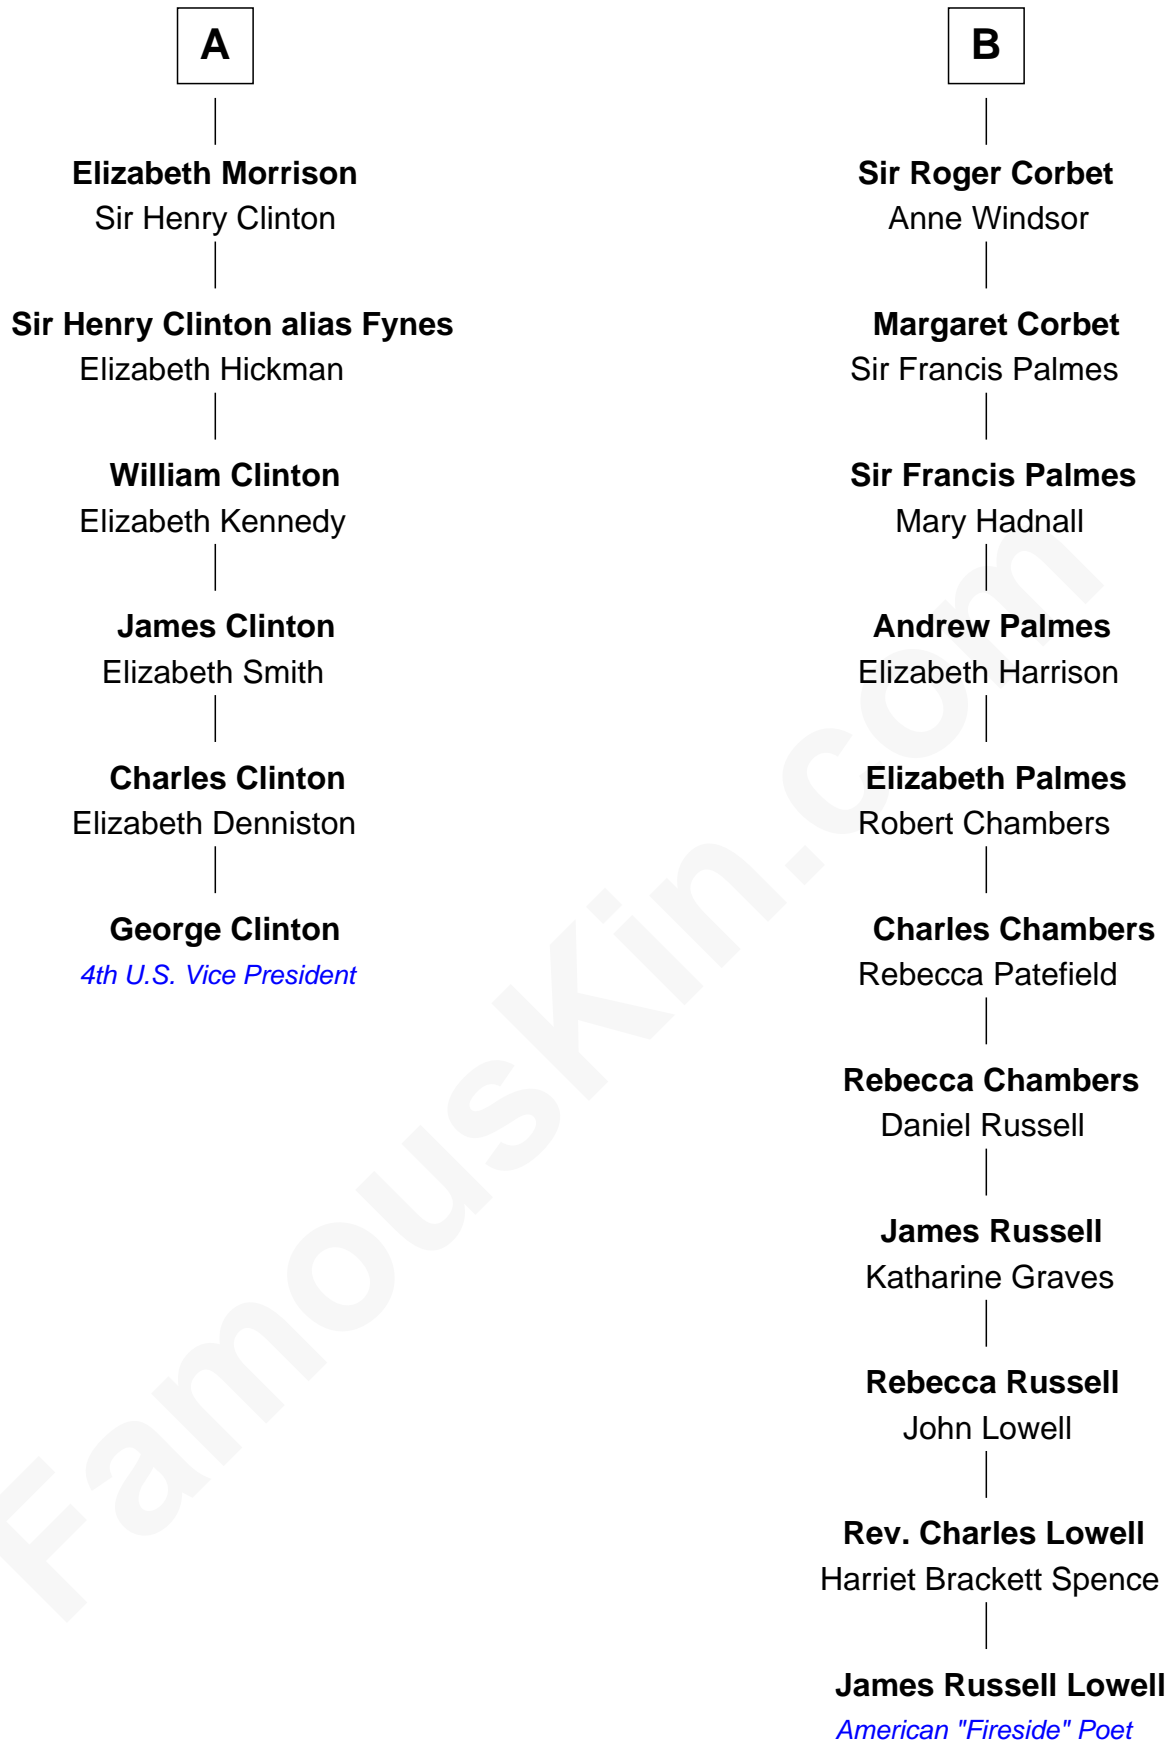 A
Elizabeth Morrison
Sir Henry Clinton
Sir Henry Clinton alias Fynes
Elizabeth Hickman
William Clinton
Elizabeth Kennedy
James Clinton
Elizabeth Smith
Charles Clinton
Elizabeth Denniston
George Clinton
4th U.S. Vice President
B
Sir Roger Corbet
Anne Windsor
Margaret Corbet
Sir Francis Palmes
Sir Francis Palmes
Mary Hadnall
Andrew Palmes
Elizabeth Harrison
Elizabeth Palmes
Robert Chambers
Charles Chambers
Rebecca Patefield
Rebecca Chambers
Daniel Russell
James Russell
Katharine Graves
Rebecca Russell
John Lowell
Rev. Charles Lowell
Harriet Brackett Spence
James Russell Lowell
American "Fireside" Poet
FamousKin.com